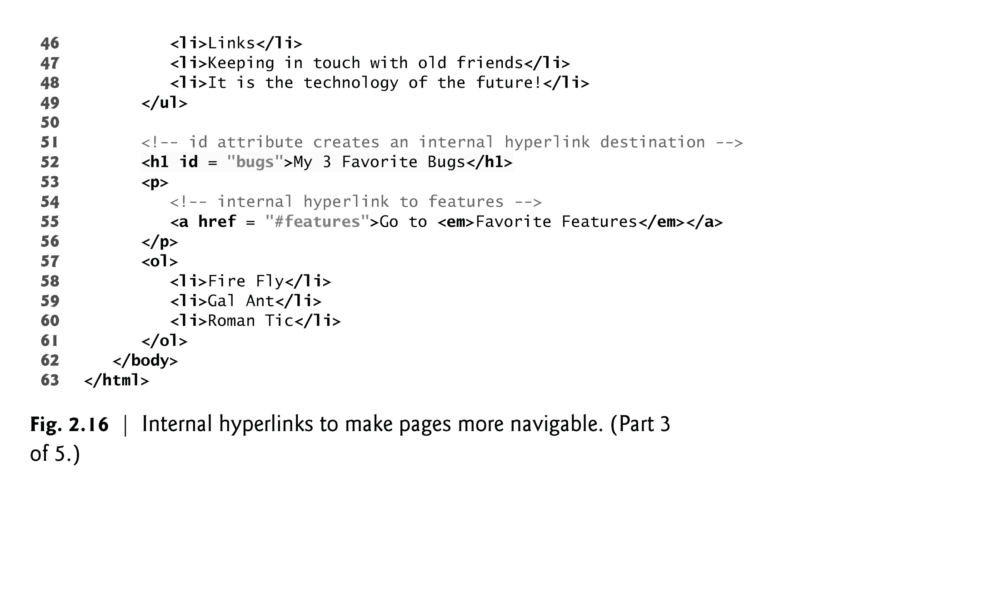 46 <li>Links</li>
47 <li>Keeping in touch with old friends</li>
48 <li>It is the technology of the future!</li>
49 </ul>
50
51 <!-- id attribute creates an internal hyperlink destination -->
52 <h1 id = "bugs">My 3 Favorite Bugs</h1>
53 <p>
54 <!-- internal hyperlink to features -->
55 <a href = "#features">Go to <em>Favorite Features</em></a>
56 </p>
57 <ol>
58 <li>Fire Fly</li>
59 <li>Gal Ant</li>
60 <li>Roman Tic</li>
61 </ol>
62 </body>
63 </html>
Fig. 2.16 | Internal hyperlinks to make pages more navigable. (Part 3
of 5.)